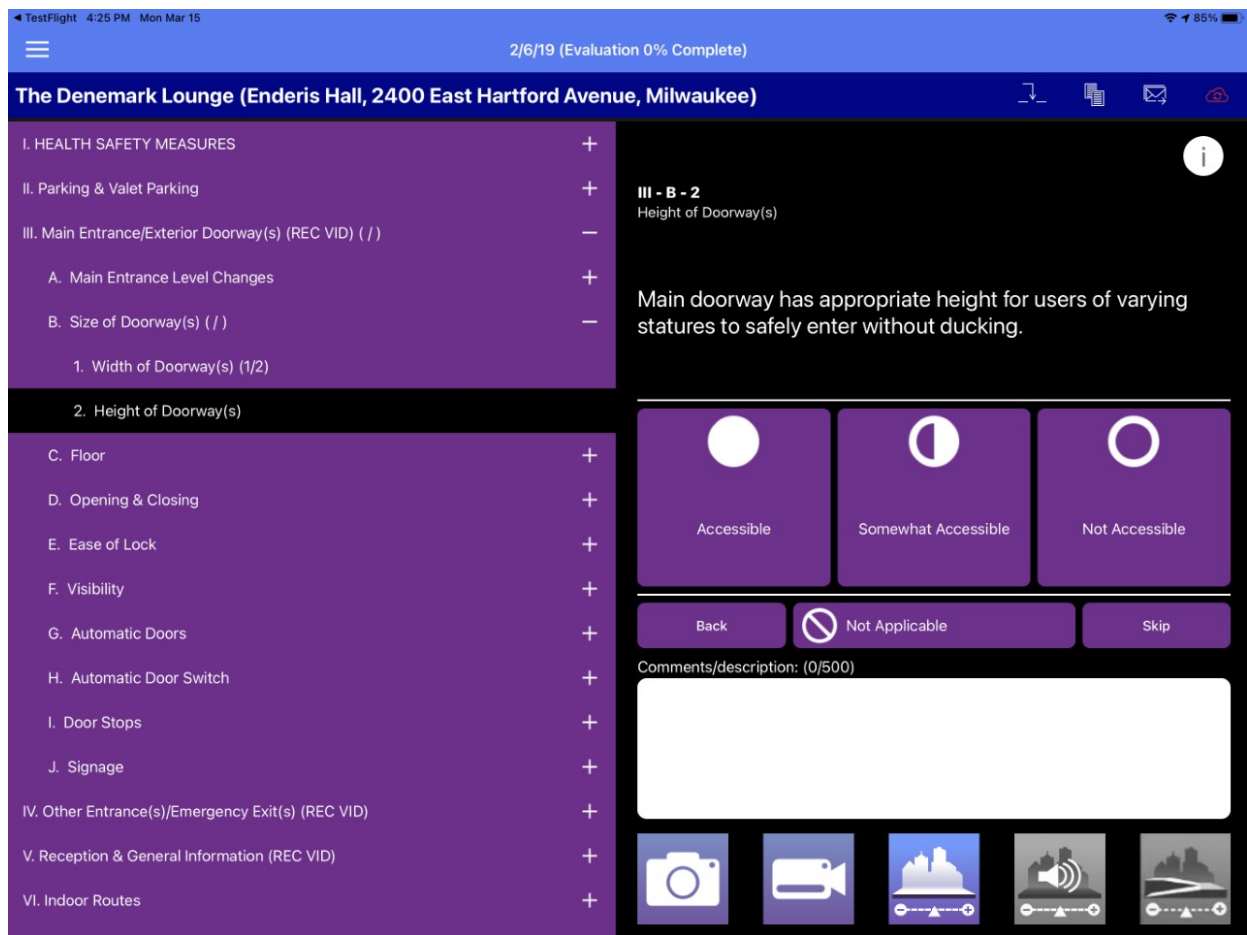 ◀ TestFlight 4:25 PM Mon Mar 15
85%
2/6/19 (Evaluation 0% Complete)
The Denemark Lounge (Enderis Hall, 2400 East Hartford Avenue, Milwaukee)
I. HEALTH SAFETY MEASURES
II. Parking & Valet Parking
III. Main Entrance/Exterior Doorway(s) (REC VID) ( / )
A. Main Entrance Level Changes
B. Size of Doorway(s) ( / )
1. Width of Doorway(s) (1/2)
2. Height of Doorway(s)
C. Floor
D. Opening & Closing
E. Ease of Lock
F. Visibility
G. Automatic Doors
H. Automatic Door Switch
I. Door Stops
J. Signage
IV. Other Entrance(s)/Emergency Exit(s) (REC VID)
V. Reception & General Information (REC VID)
VI. Indoor Routes
i
III - B - 2
Height of Doorway(s)
Main doorway has appropriate height for users of varying
statures to safely enter without ducking.
Accessible
Somewhat Accessible
Not Accessible
Back
Not Applicable
Skip
Comments/description: (0/500)